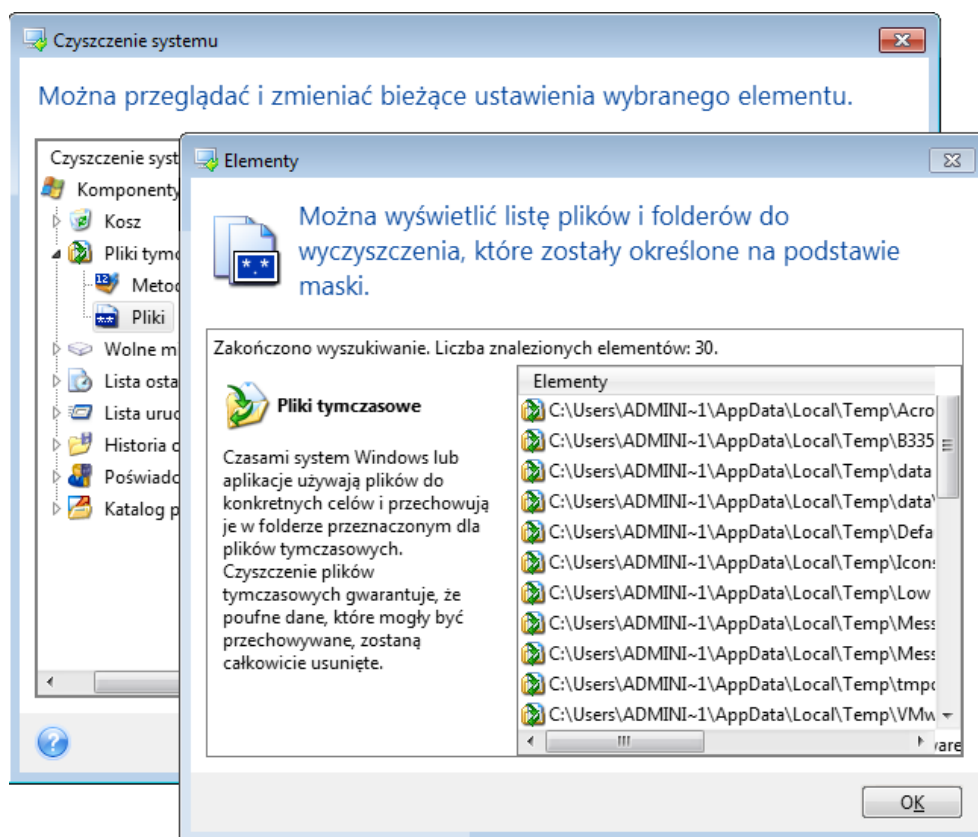 Czyszczenie systemu
Można przeglądać i zmieniać bieżące ustawienia wybranego elementu.
Czyszczenie syst
Komponenty
Kosz
Pliki tymc
Metod
Pliki
Wolne mi
Lista osta
Lista uruc
Historia o
Poświadc
Katalog p
Elementy
Można wyświetlić listę plików i folderów do
wyczyszczenia, które zostały określone na podstawie
maski.
*.*
Zakończono wyszukiwanie. Liczba znalezionych elementów: 30.
Pliki tymczasowe
Czasami system Windows lub
aplikacje używają plików do
konkretnych celów i przechowują
je w folderze przeznaczonym dla
plików tymczasowych.
Czyszczenie plików
tymczasowych gwarantuje, że
poufne dane, które mogły być
przechowywane, zostaną
całkowicie usunięte.
Elementy
C:\Users\ADMINI~1\AppData\Local\Temp\Acro
C:\Users\ADMINI~1\AppData\Local\Temp\B335
C:\Users\ADMINI~1\AppData\Local\Temp\data
C:\Users\ADMINI~1\AppData\Local\Temp\data\
C:\Users\ADMINI~1\AppData\Local\Temp\Defa
C:\Users\ADMINI~1\AppData\Local\Temp\Icons
C:\Users\ADMINI~1\AppData\Local\Temp\Low
C:\Users\ADMINI~1\AppData\Local\Temp\Mess
C:\Users\ADMINI~1\AppData\Local\Temp\Mess
C:\Users\ADMINI~1\AppData\Local\Temp\tmpc
C:\Users\ADMINI~1\AppData\Local\Temp\VMw
are
OK